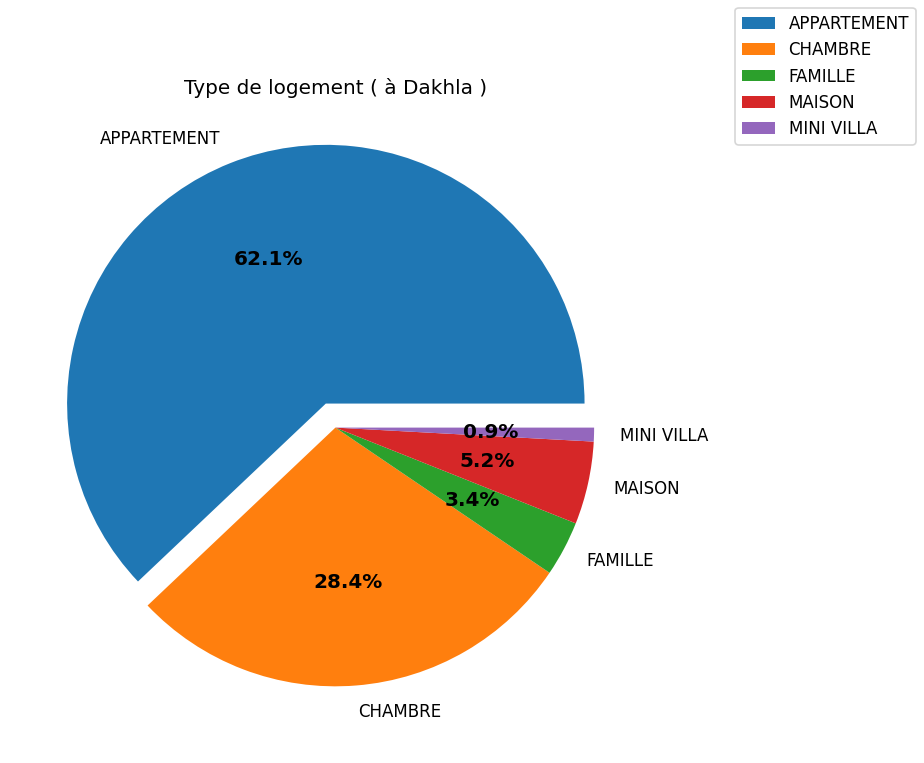 APPARTEMENT
CHAMBRE
FAMILLE
MAISON
MINI VILLA
Type de logement ( à Dakhla )
APPARTEMENT
62.1%
0.9%
MINI VILLA
5.2%
MAISON
3.4%
FAMILLE
28.4%
CHAMBRE